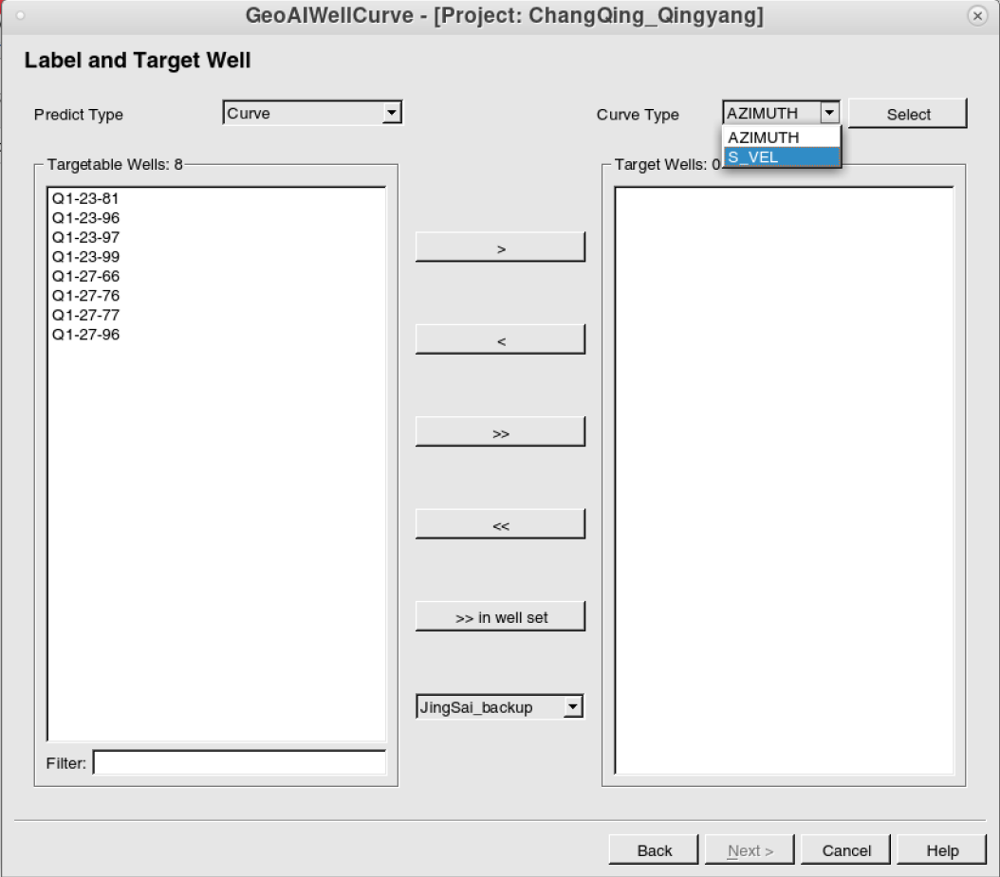 GeoAIWellCurve - [Project: ChangQing_Qingyang]
Label and Target Well
Predict Type
Curve
Curve Type
AZIMUTH
Select
AZIMUTH
S_VEL
Targetable Wells: 8
Target Wells: 0
Q1-23-81
Q1-23-96
Q1-23-97
Q1-23-99
Q1-27-66
Q1-27-76
Q1-27-77
Q1-27-96
>
<
>>
<<
>> in well set
JingSai_backup
Filter:
Back
Next >
Cancel
Help